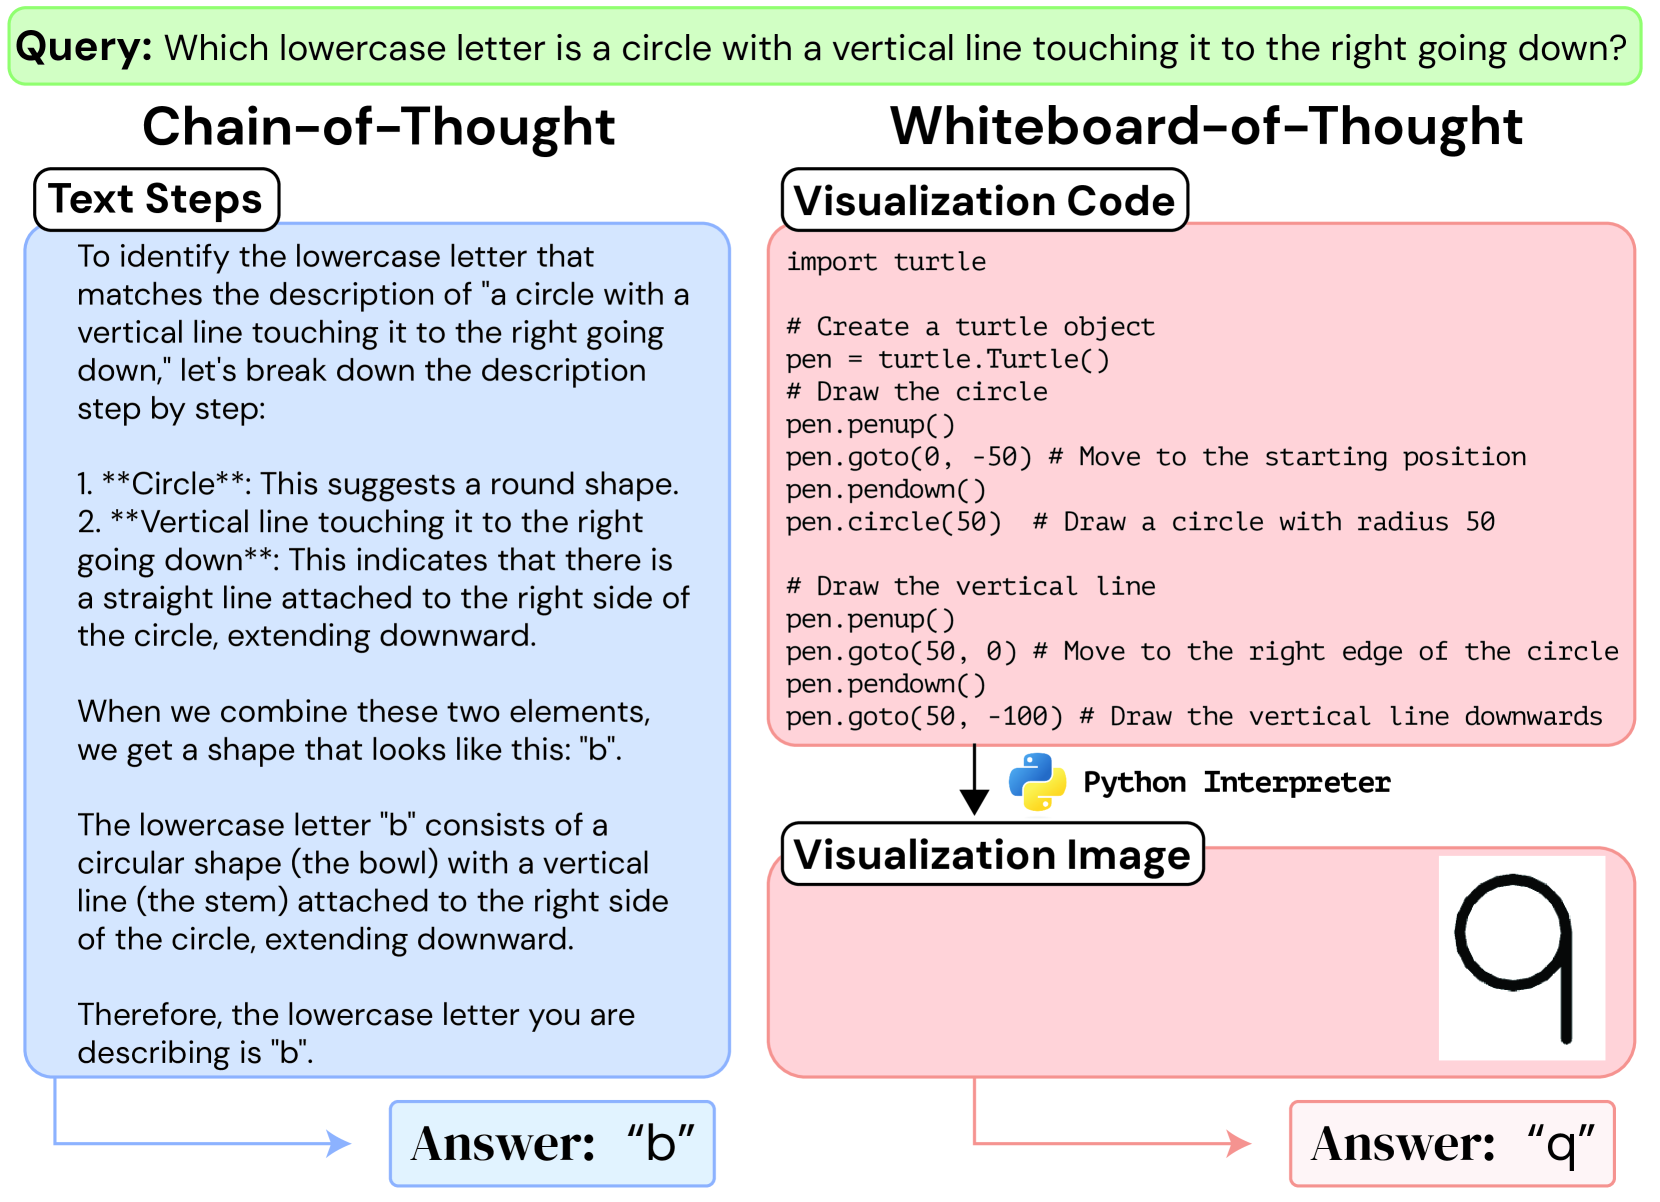 Query: Which lowercase letter is a circle with a vertical line touching it to the right going down?
Chain-of-Thought
Text Steps
To identify the lowercase letter that
matches the description of "a circle with a
vertical line touching it to the right going
down," let's break down the description
step by step:
1. **Circle**: This suggests a round shape.
2. **Vertical line touching it to the right
going down**: This indicates that there is
a straight line attached to the right side of
the circle, extending downward.
When we combine these two elements,
we get a shape that looks like this: "b".
The lowercase letter "b" consists of a
circular shape (the bowl) with a vertical
line (the stem) attached to the right side
of the circle, extending downward.
Therefore, the lowercase letter you are
describing is "b".
Answer: “b”
Whiteboard-of-Thought
Visualization Code
import turtle
# Create a turtle object
pen = turtle.Turtle()
# Draw the circle
pen.penup()
pen.goto(0, -50) # Move to the starting position
pen.pendown()
pen.circle(50)  # Draw a circle with radius 50
# Draw the vertical line
pen.penup()
pen.goto(50, 0) # Move to the right edge of the circle
pen.pendown()
pen.goto(50, -100) # Draw the vertical line downwards
Python Interpreter
Visualization Image
q
Answer: “q”